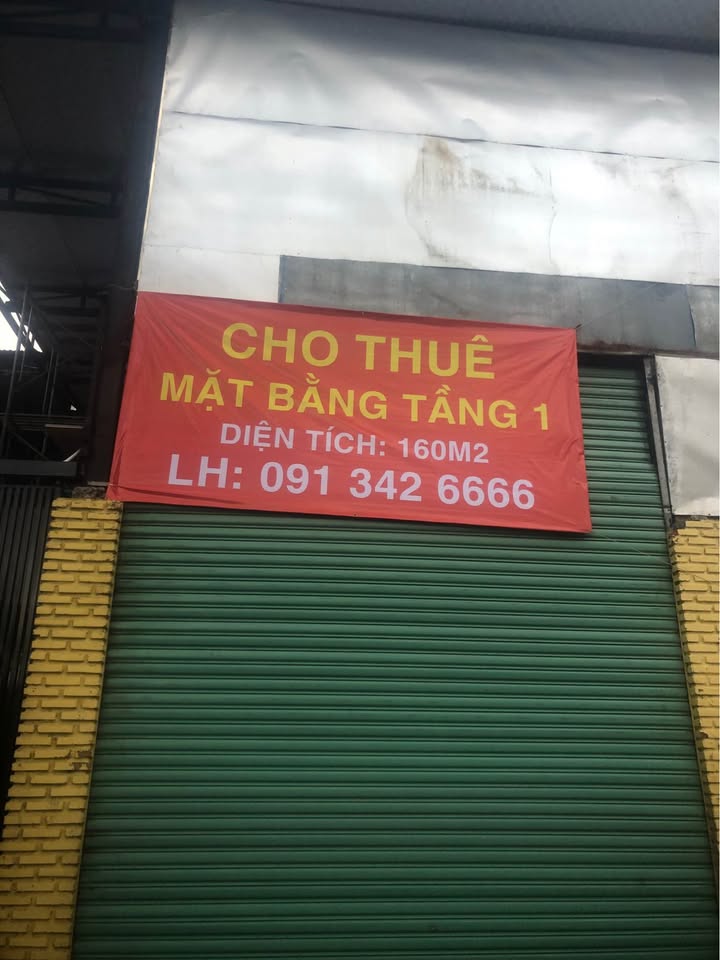 CHO THUÊ
MẶT BẰNG TẦNG 1
DIỆN TÍCH: 160M2
LH: 091 342 6666